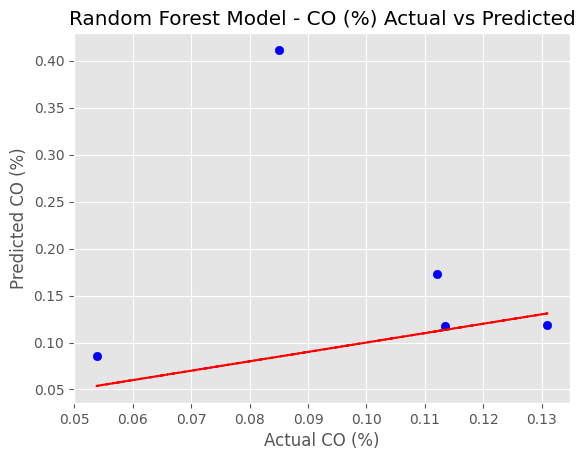 Random Forest Model - CO (%) Actual vs Predicted
0.40
0.35
0.30
0.25
0.20
0.15
0.10
0.05
Predicted CO (%)
0.05 0.06 0.07 0.08 0.09 0.10 0.11 0.12 0.13
Actual CO (%)